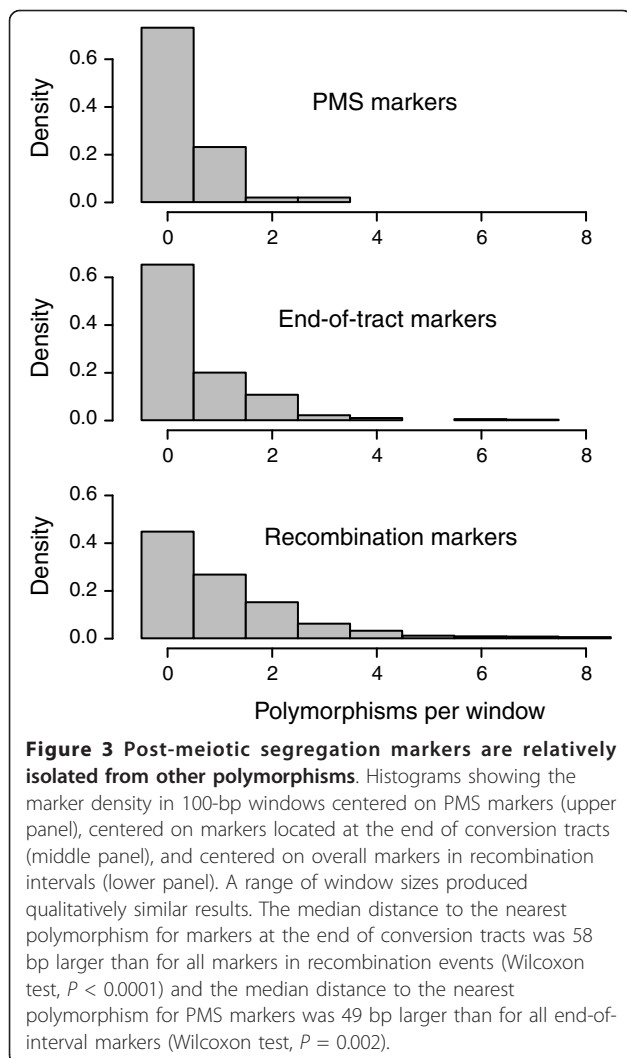 PMS markers
Density
0.6
0.4
0.2
0.0
0 2 4 6 8
End-of-tract markers
Density
0.6
0.4
0.2
0.0
0 2 4 6 8
Recombination markers
Density
0.6
0.4
0.2
0.0
0 2 4 6 8
Polymorphisms per window
Figure 3 Post-meiotic segregation markers are relatively
isolated from other polymorphisms. Histograms showing the
marker density in 100-bp windows centered on PMS markers (upper
panel), centered on markers located at the end of conversion tracts
(middle panel), and centered on overall markers in recombination
intervals (lower panel). A range of window sizes produced
qualitatively similar results. The median distance to the nearest
polymorphism for markers at the end of conversion tracts was 58
bp larger than for all markers in recombination events (Wilcoxon
test, P < 0.0001) and the median distance to the nearest
polymorphism for PMS markers was 49 bp larger than for all end-of-
interval markers (Wilcoxon test, P = 0.002).